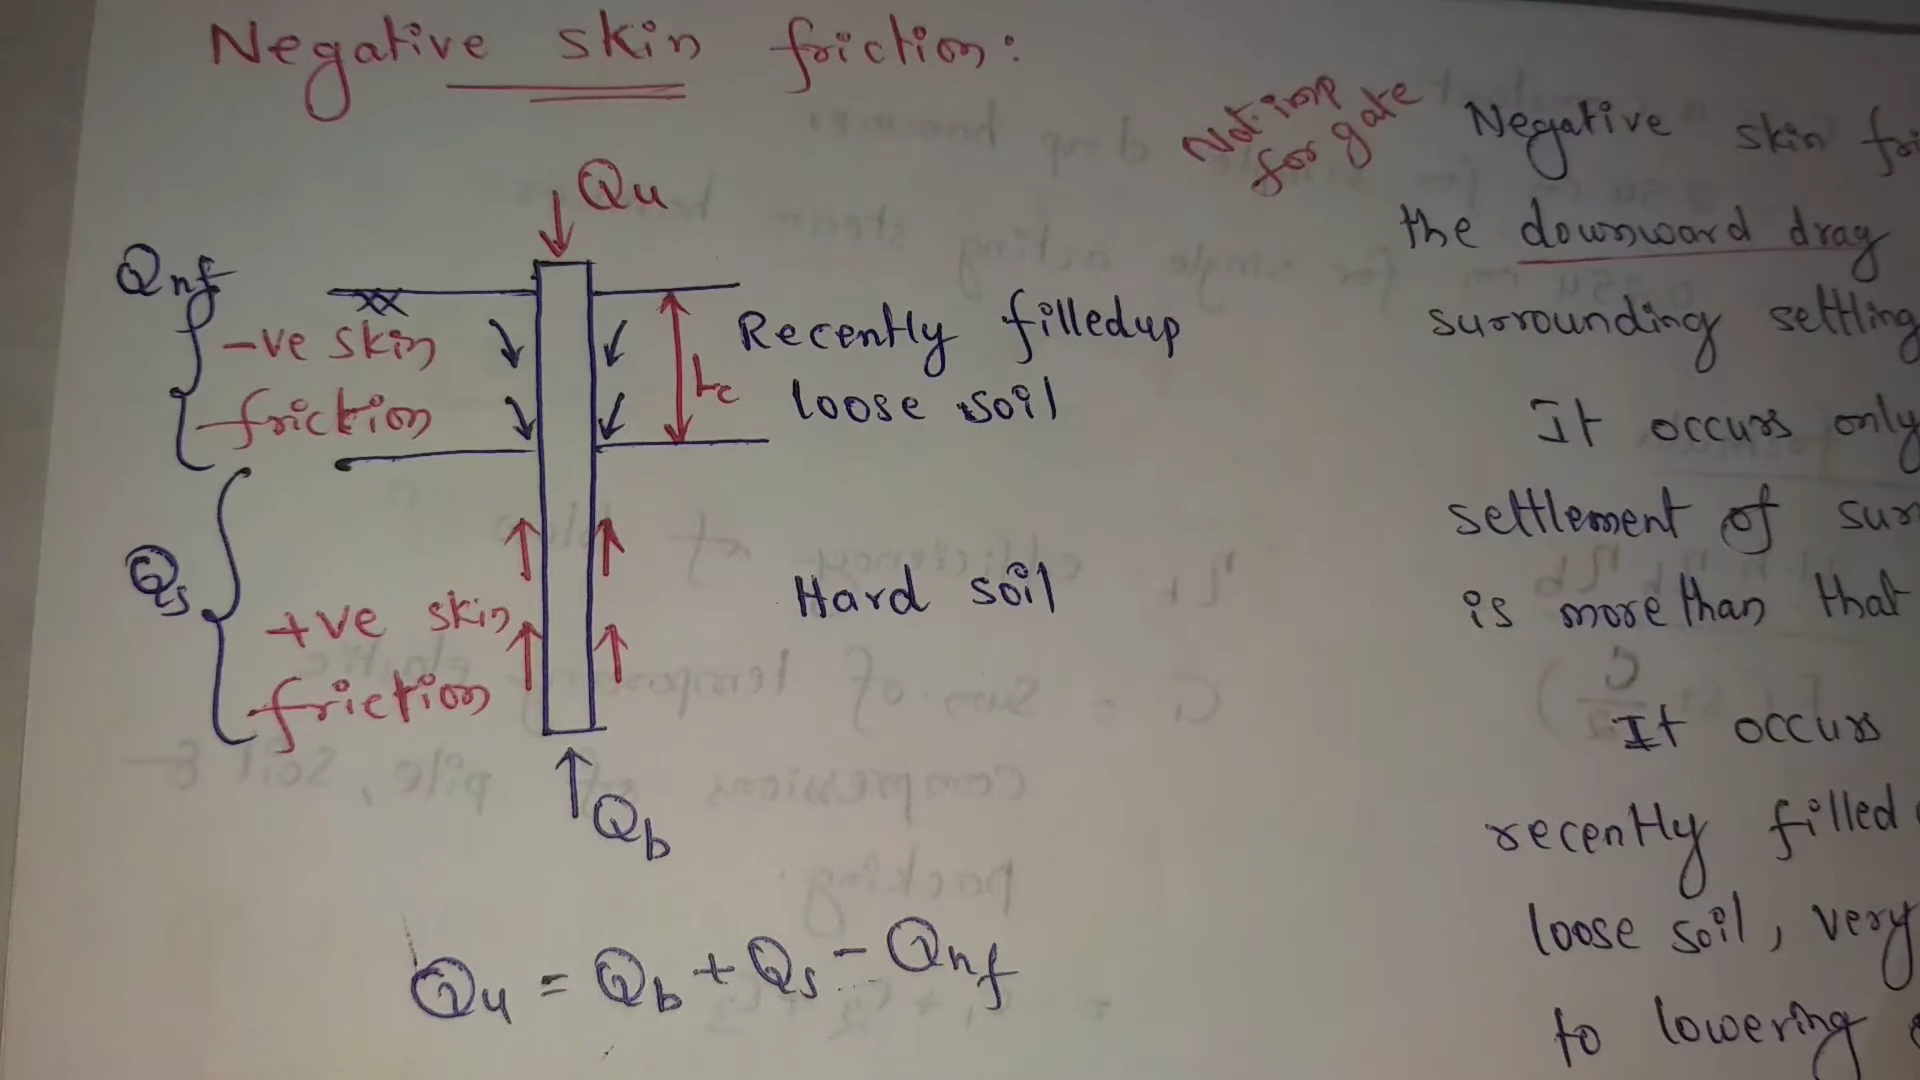 Negative skin friction:
Not imp
for gate
Qu
Qnf
-ve skin
friction
Lc
Recently filledup
loose soil
Qs
+ve skin
friction
Hard soil
Qb
Qu = Qb + Qs - Qnf
Negative skin
the downward drag
surrounding settling
It occurs only
settlement of
is more than that
It occurs
recently filled
loose soil, very
to lowering